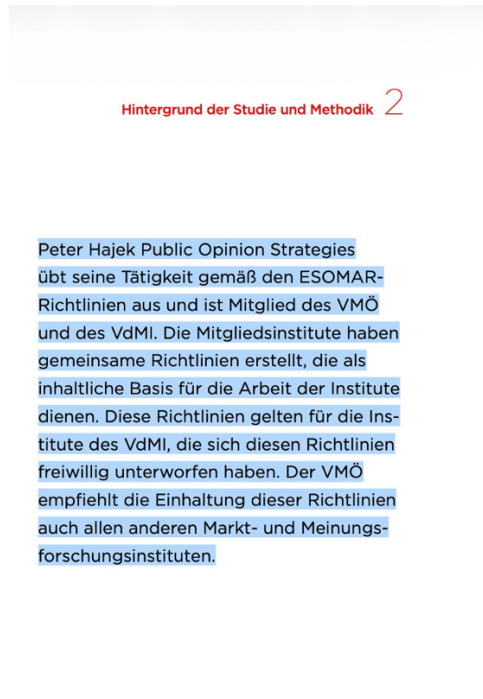 Hintergrund der Studie und Methodik 2
Peter Hajek Public Opinion Strategies
übt seine Tätigkeit gemäß den ESOMAR-
Richtlinien aus und ist Mitglied des VMÖ
und des VdMI. Die Mitgliedsinstitute haben
gemeinsame Richtlinien erstellt, die als
inhaltliche Basis für die Arbeit der Institute
dienen. Diese Richtlinien gelten für die Ins-
titute des VdMI, die sich diesen Richtlinien
freiwillig unterworfen haben. Der VMÖ
empfiehlt die Einhaltung dieser Richtlinien
auch allen anderen Markt- und Meinungs-
forschungsinstituten.